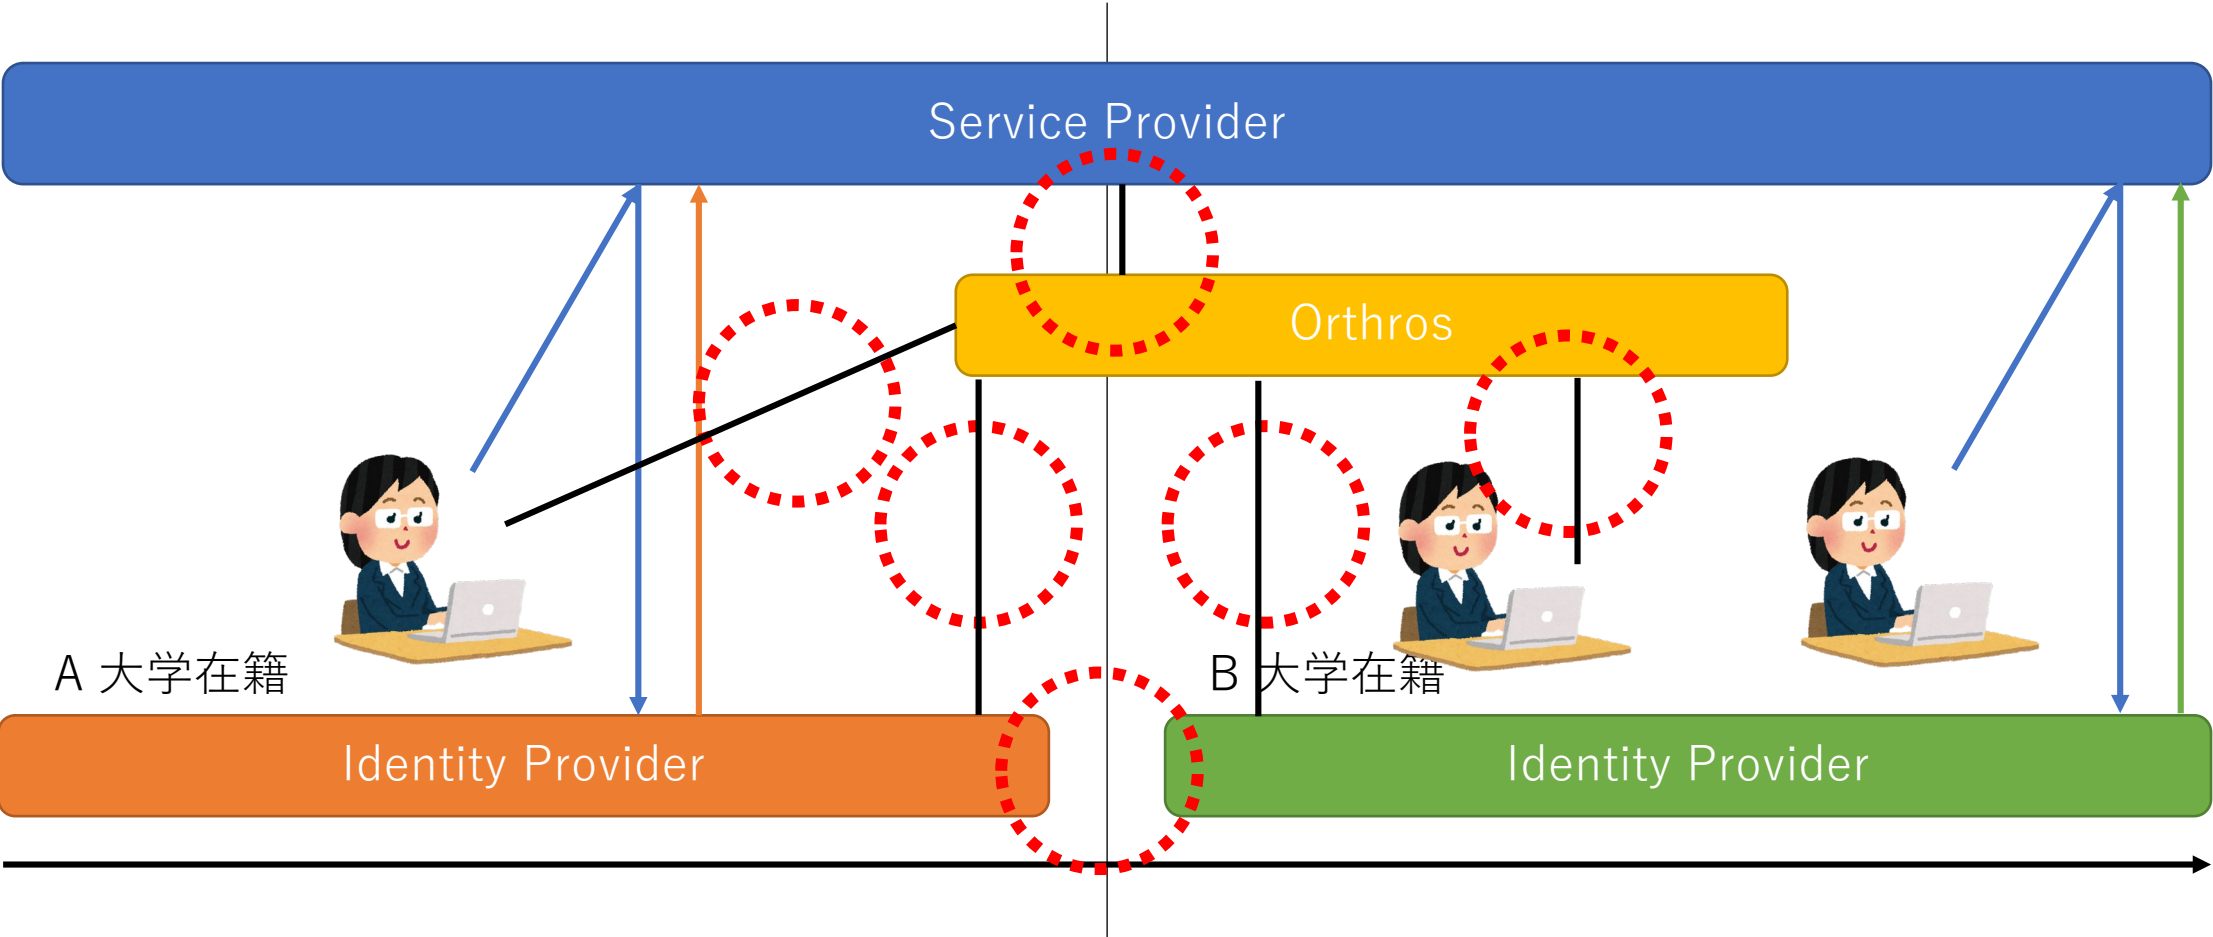 Service Provider
Orthros
A 大学在籍
B 大学在籍
Identity Provider
Identity Provider